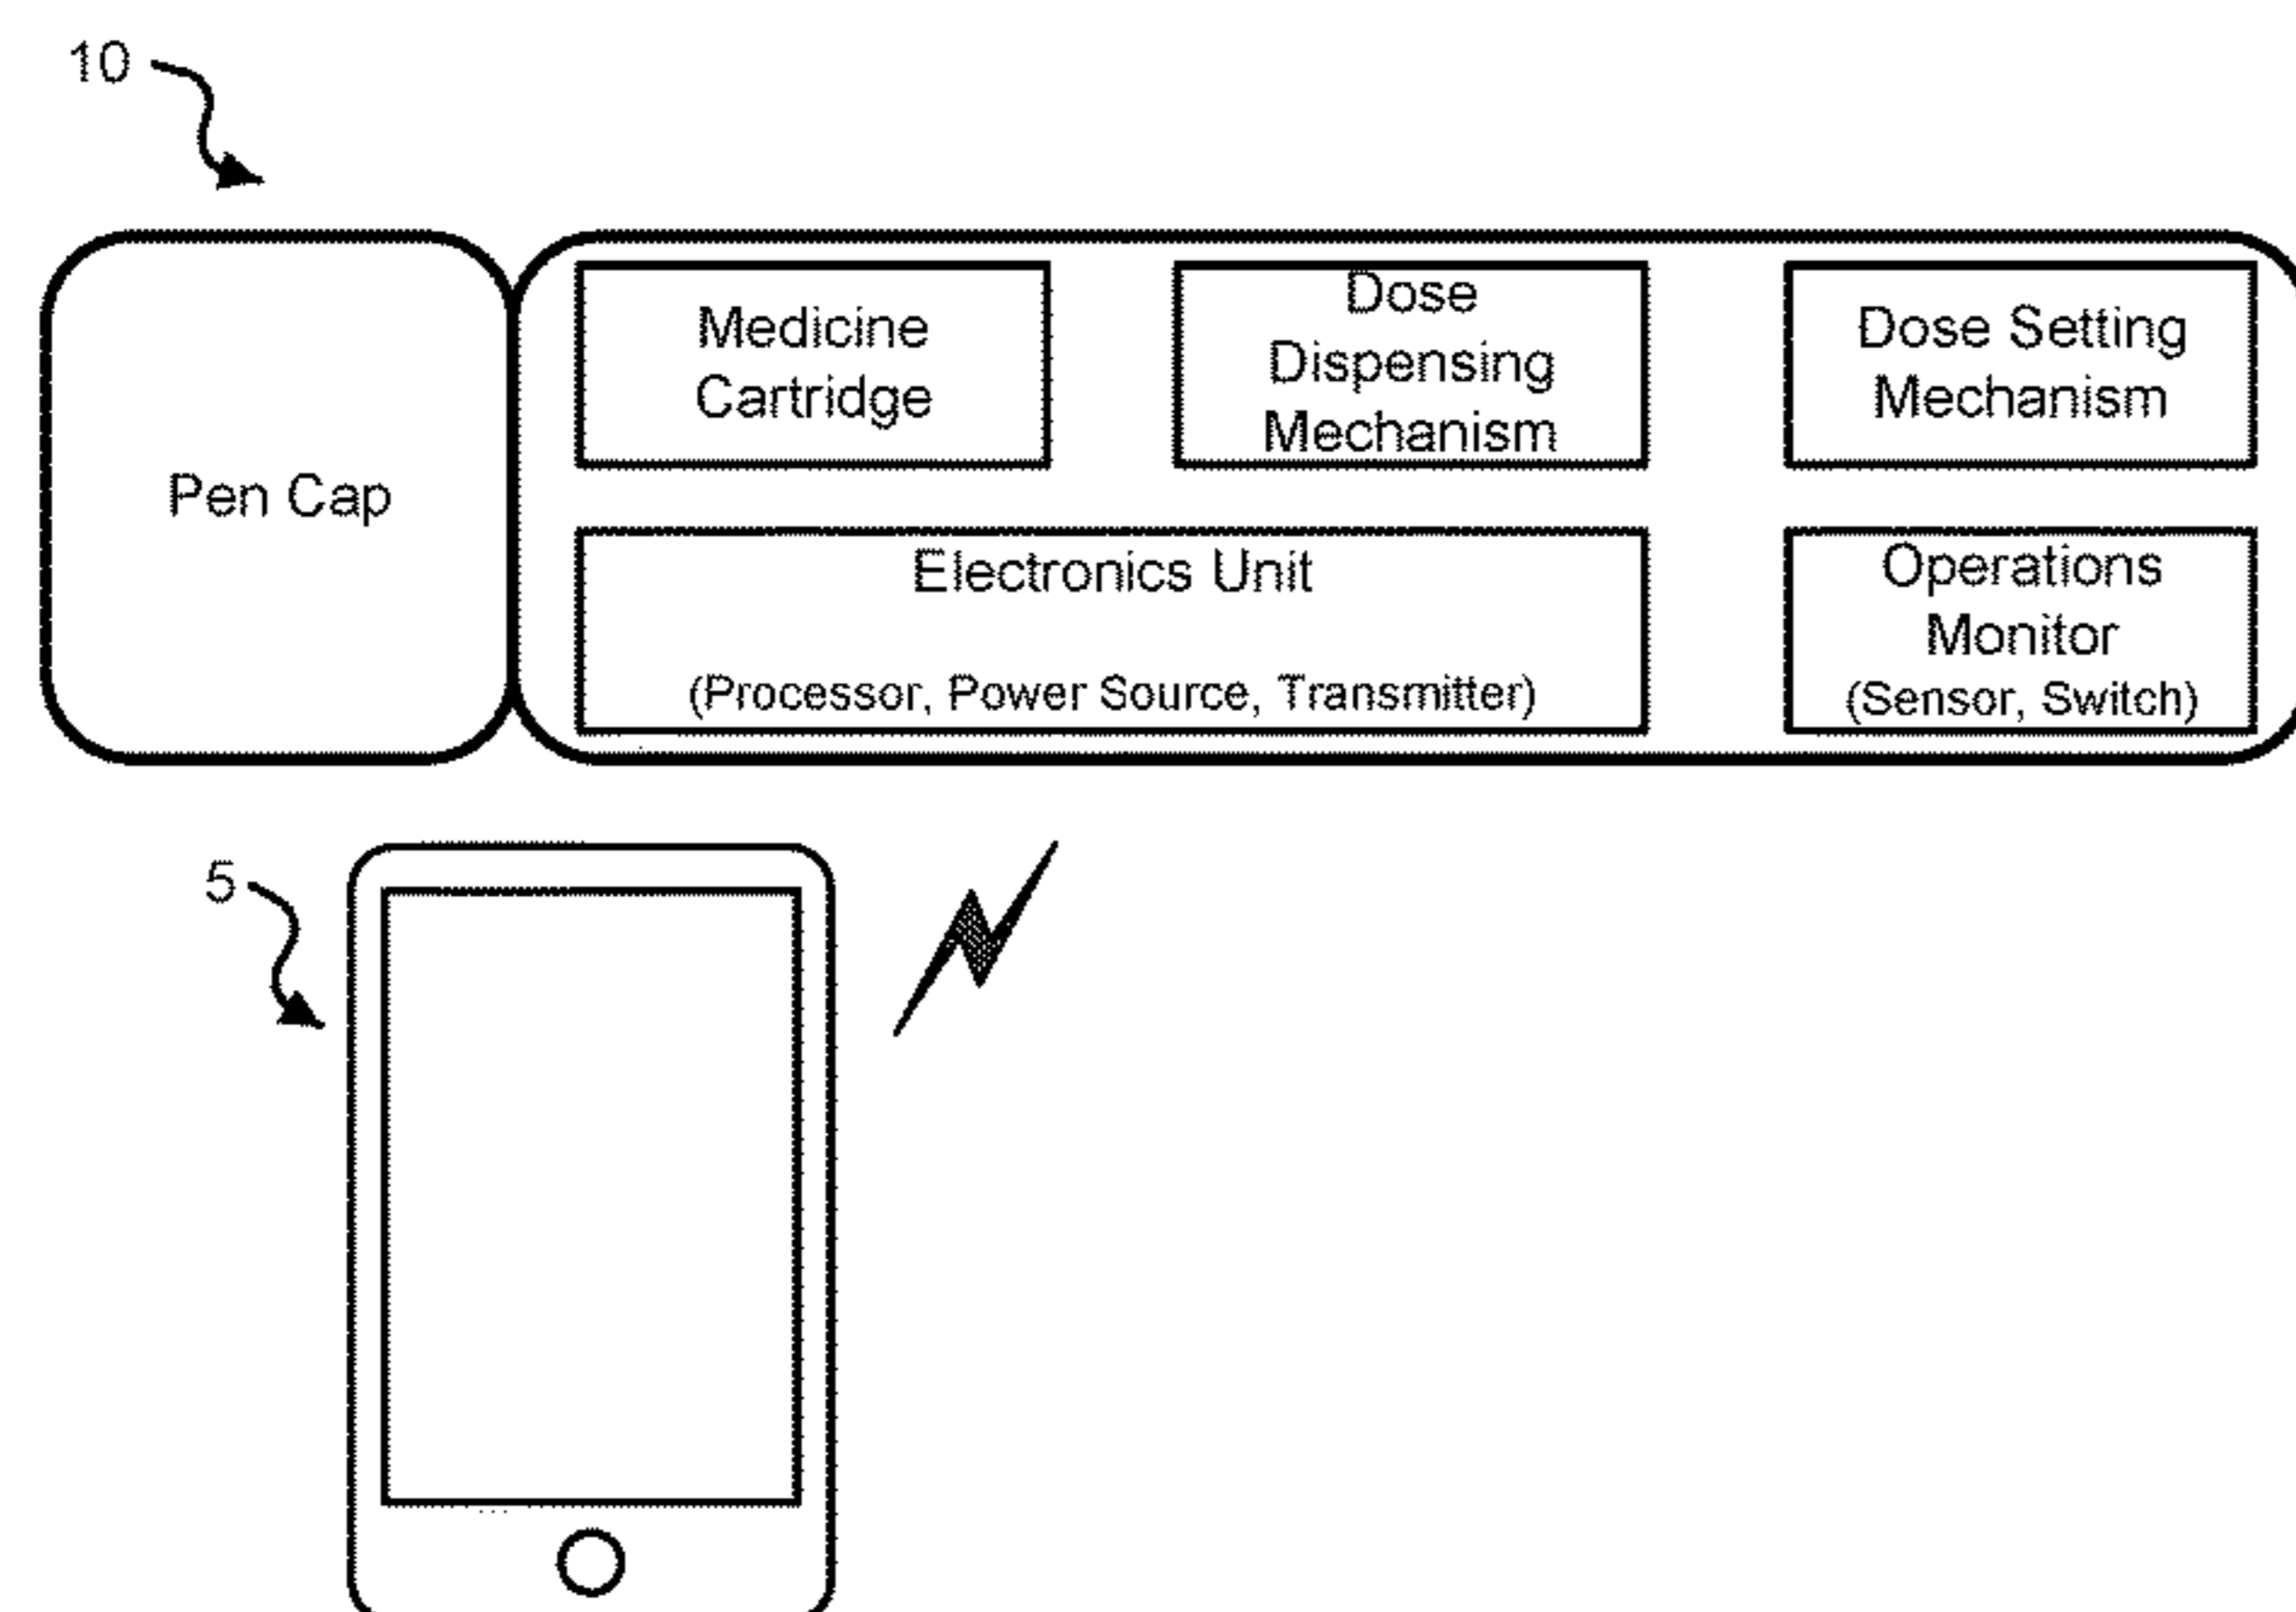 10
Pen Cap
Medicine
Cartridge
Dose
Dispensing
Mechanism
Dose Setting
Mechanism
Electronics Unit
(Processor, Power Source, Transmitter)
Operations
Monitor
(Sensor, Switch)
5